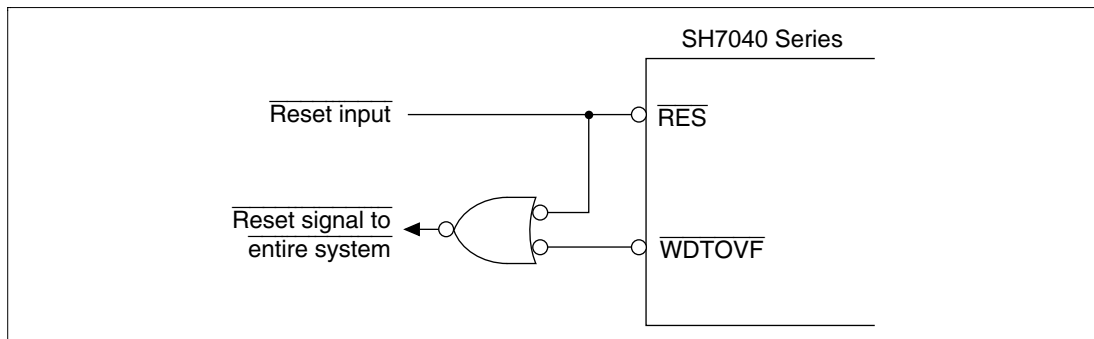 SH7040 Series
Reset input
RES
Reset signal to
entire system
WDTOVF